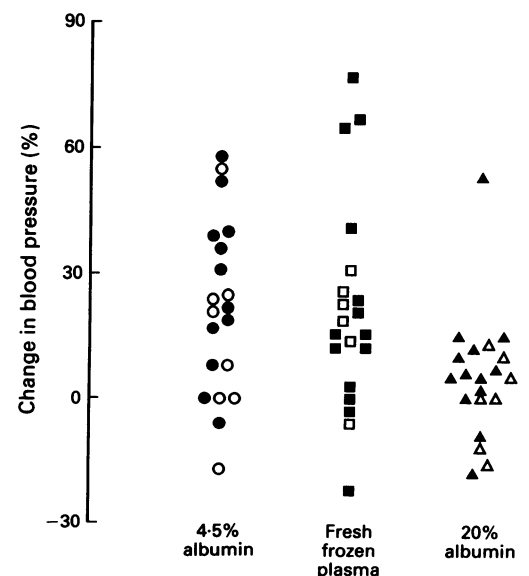 Change in blood pressure (%)
90
60
30
0
−30
4·5%
albumin
Fresh
frozen
plasma
20%
albumin